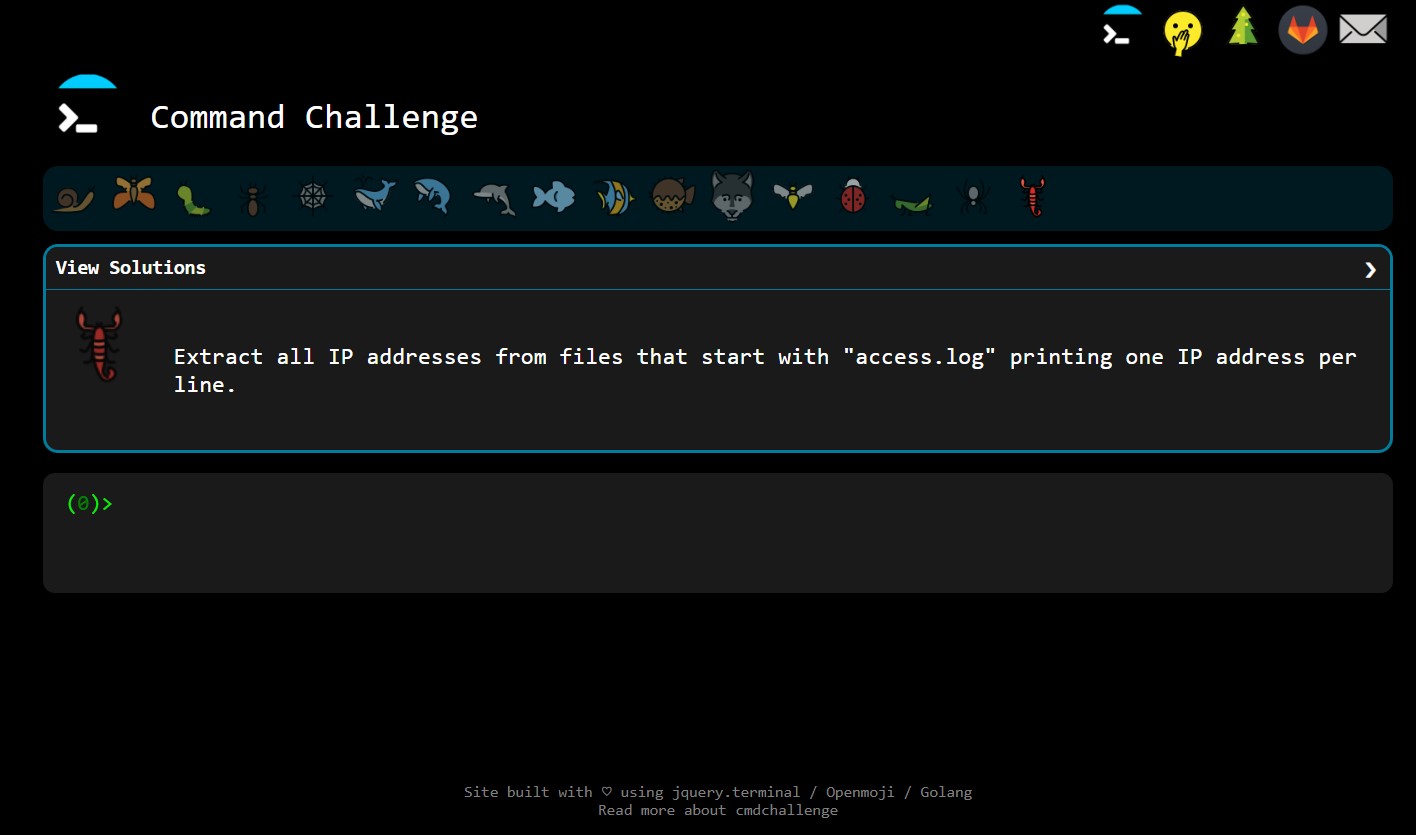 Command Challenge
View Solutions
Extract all IP addresses from files that start with "access.log" printing one IP address per
line.
(0)>
Site built with ♡ using jquery.terminal / Openmoji / Golang
Read more about cmdchallenge